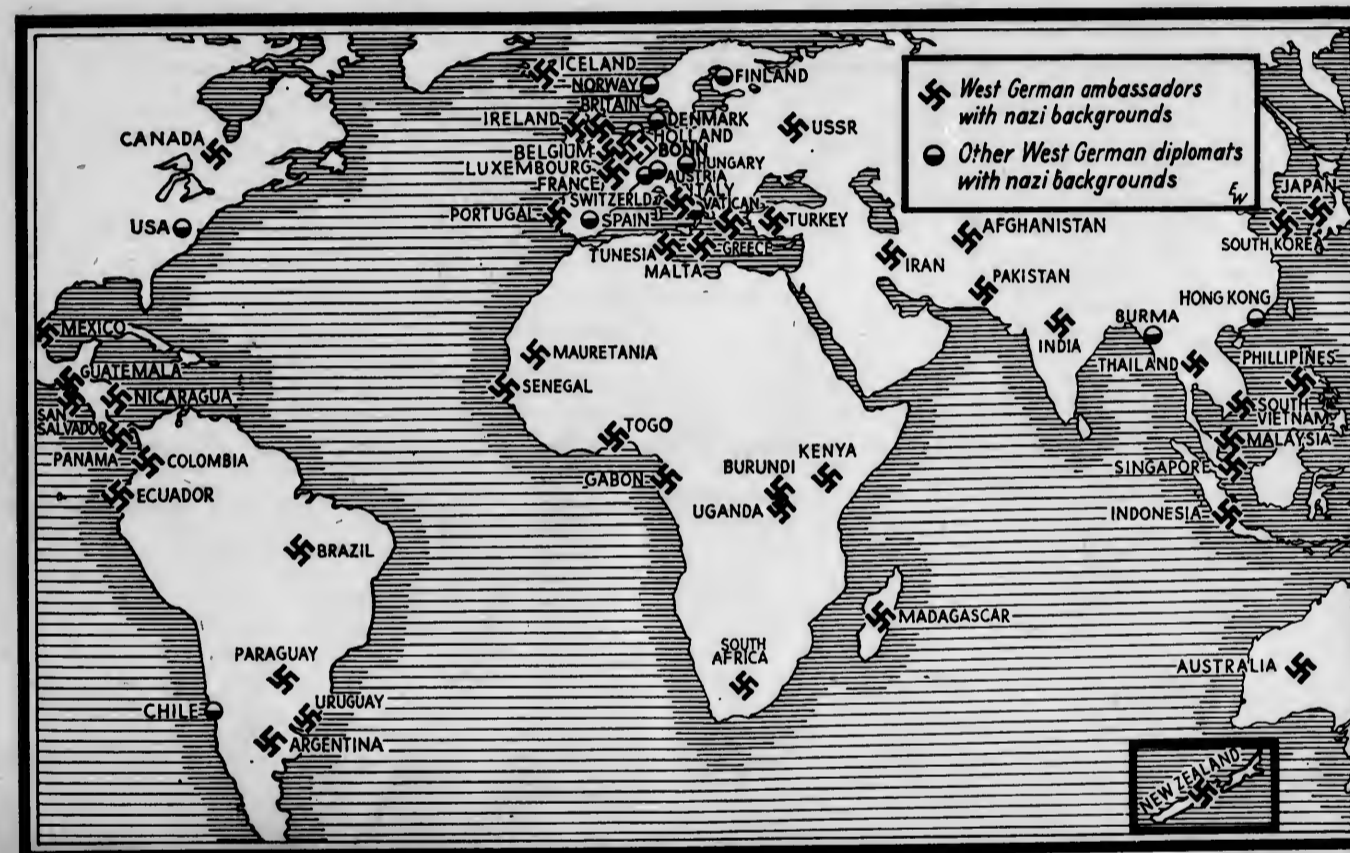 ICELAND
NORWAY
FINLAND
BRITAIN
IRELAND
DENMARK
HOLLAND
BELGIUM
BONN
USSR
LUXEMBOURG
HUNGARY
FRANCE
AUSTRIA
SWITZERLD
ITALY
VATICAN
PORTUGAL
SPAIN
TURKEY
TUNESIA
GREECE
MALTA
CANADA
USA
West German ambassadors
with nazi backgrounds
Other West German diplomats
with nazi backgrounds
EW
JAPAN
SOUTH KOREA
AFGHANISTAN
IRAN
PAKISTAN
INDIA
HONG KONG
BURMA
THAILAND
PHILLIPINES
SOUTH
VIETNAM
MALAYSIA
SINGAPORE
INDONESIA
MEXICO
GUATEMALA
NICARAGUA
SAN
SALVADOR
PANAMA
COLOMBIA
ECUADOR
BRAZIL
PARAGUAY
URUGUAY
CHILE
ARGENTINA
MAURETANIA
SENEGAL
TOGO
GABON
BURUNDI
KENYA
UGANDA
MADAGASCAR
SOUTH
AFRICA
AUSTRALIA
NEW ZEALAND